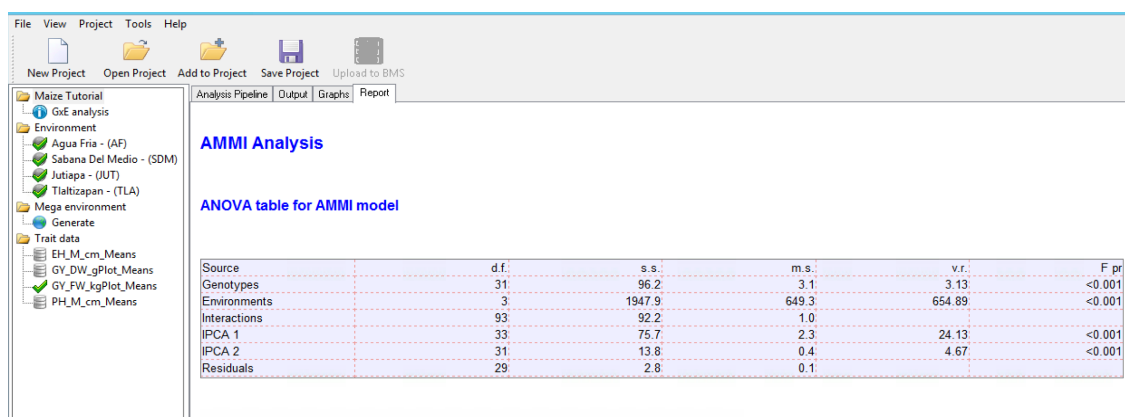 File View Project Tools Help
New Project Open Project Add to Project Save Project Upload to BMS
Maize Tutorial
GxE analysis
Environment
Agua Fria - (AF)
Sabana Del Medio - (SDM)
Jutiapa - (JUT)
Tlaltizapan - (TLA)
Mega environment
Generate
Trait data
EH_M_cm_Means
GY_DW_gPlot_Means
GY_FW_kgPlot_Means
PH_M_cm_Means
Analysis Pipeline Output Graphs Report
AMMI Analysis
ANOVA table for AMMI model
Source d.f. s.s. m.s. v.r. F pr
Genotypes 31 96.2 3.1 3.13 <0.001
Environments 3 1947.9 649.3 654.89 <0.001
Interactions 93 92.2 1.0
IPCA 1 33 75.7 2.3 24.13 <0.001
IPCA 2 31 13.8 0.4 4.67 <0.001
Residuals 29 2.8 0.1